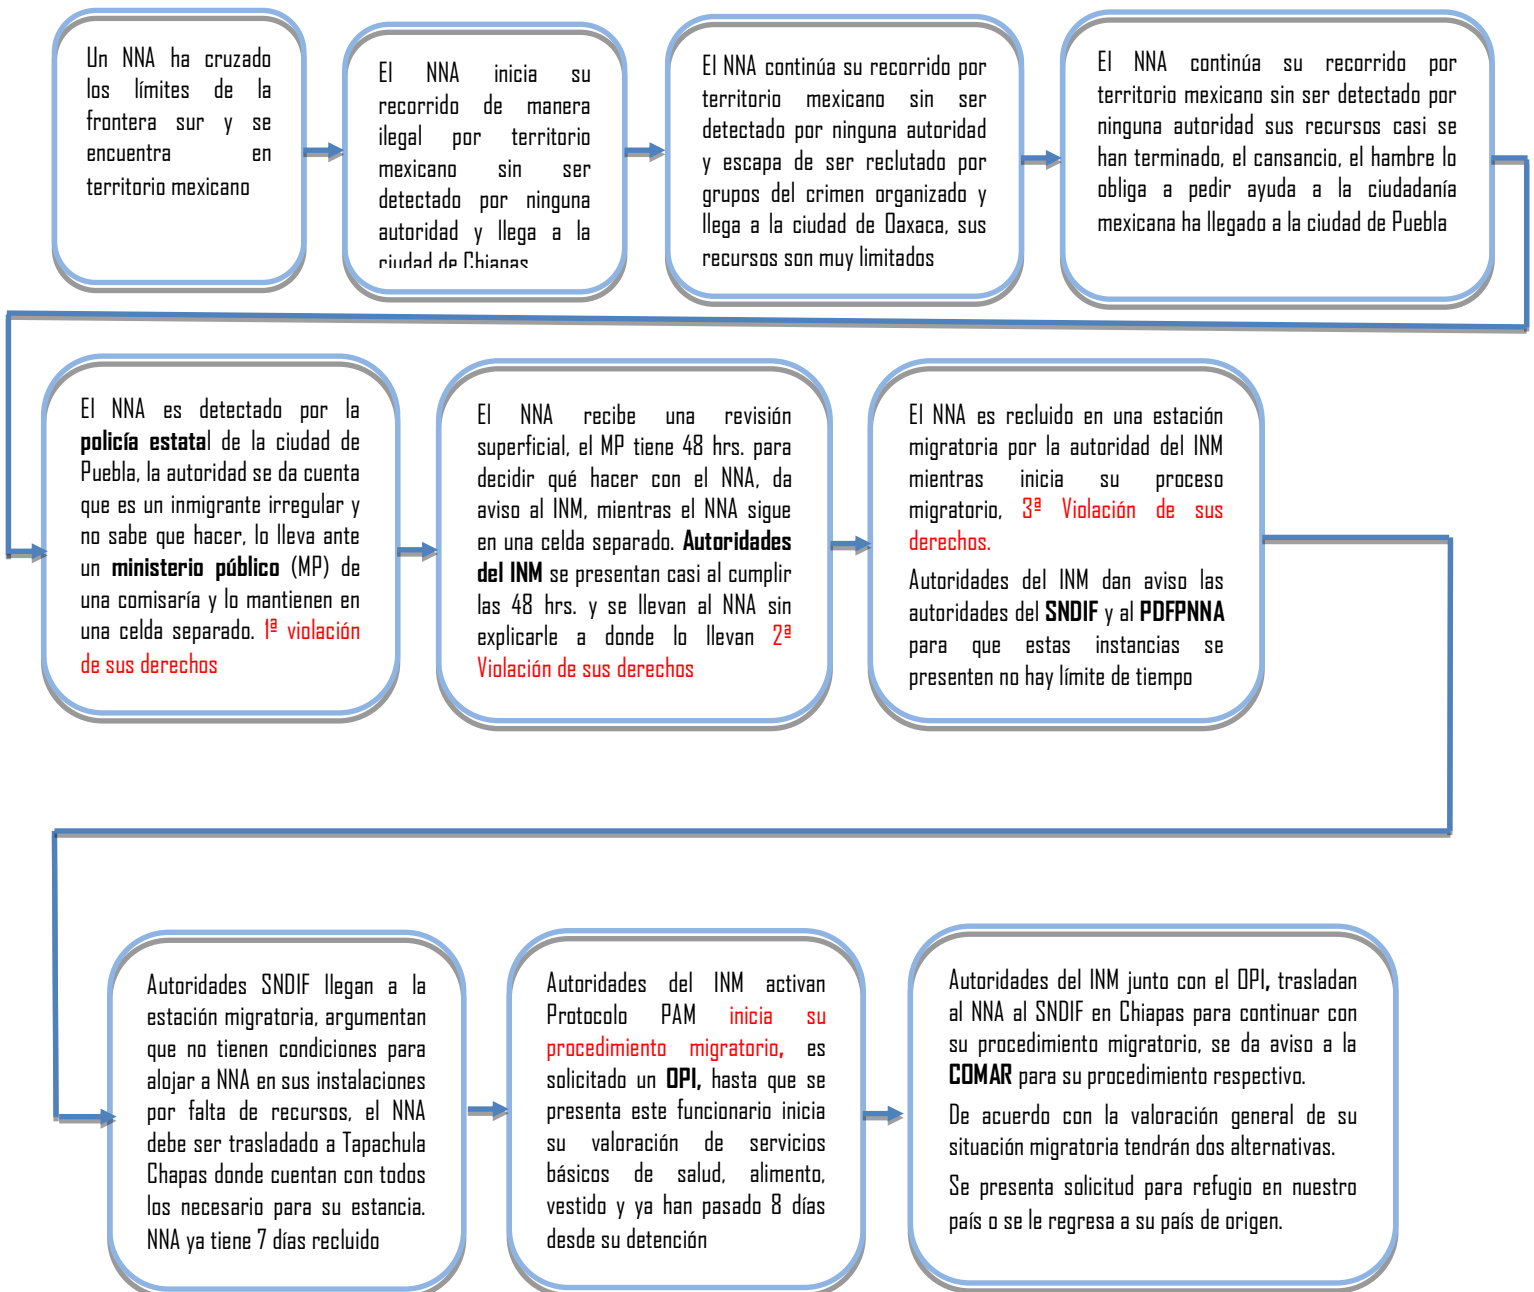 Un NNA ha cruzado
los límites de la
frontera sur y se
encuentra en
territorio mexicano
El NNA inicia su
recorrido de manera
ilegal por territorio
mexicano sin ser
detectado por ninguna
autoridad y llega a la
ciudad de Chiapas
El NNA continúa su recorrido por
territorio mexicano sin ser
detectado por ninguna autoridad
y escapa de ser reclutado por
grupos del crimen organizado y
llega a la ciudad de Oaxaca, sus
recursos son muy limitados
El NNA continúa su recorrido por
territorio mexicano sin ser detectado por
ninguna autoridad sus recursos casi se
han terminado, el cansancio, el hambre lo
obliga a pedir ayuda a la ciudadanía
mexicana ha llegado a la ciudad de Puebla
El NNA es detectado por la
policía estatal de la ciudad de
Puebla, la autoridad se da cuenta
que es un inmigrante irregular y
no sabe que hacer, lo lleva ante
un ministerio público (MP) de
una comisaría y lo mantienen en
una celda separado. 1ª violación
de sus derechos
El NNA recibe una revisión
superficial, el MP tiene 48 hrs. para
decidir qué hacer con el NNA, da
aviso al INM, mientras el NNA sigue
en una celda separado. Autoridades
del INM se presentan casi al cumplir
las 48 hrs. y se llevan al NNA sin
explicarle a donde lo llevan 2ª
Violación de sus derechos
El NNA es recluido en una estación
migratoria por la autoridad del INM
mientras inicia su proceso
migratorio, 3ª Violación de sus
derechos.
Autoridades del INM dan aviso las
autoridades del SNDIF y al PDFPNNA
para que estas instancias se
presenten no hay límite de tiempo
Autoridades SNDIF llegan a la
estación migratoria, argumentan
que no tienen condiciones para
alojar a NNA en sus instalaciones
por falta de recursos, el NNA
debe ser trasladado a Tapachula
Chapas donde cuentan con todos
los necesario para su estancia.
NNA ya tiene 7 días recluido
Autoridades del INM activan
Protocolo PAM inicia su
procedimiento migratorio, es
solicitado un OPI, hasta que se
presenta este funcionario inicia
su valoración de servicios
básicos de salud, alimento,
vestido y ya han pasado 8 días
desde su detención
Autoridades del INM junto con el OPI, trasladan
al NNA al SNDIF en Chiapas para continuar con
su procedimiento migratorio, se da aviso a la
COMAR para su procedimiento respectivo.
De acuerdo con la valoración general de su
situación migratoria tendrán dos alternativas.
Se presenta solicitud para refugio en nuestro
país o se le regresa a su país de origen.